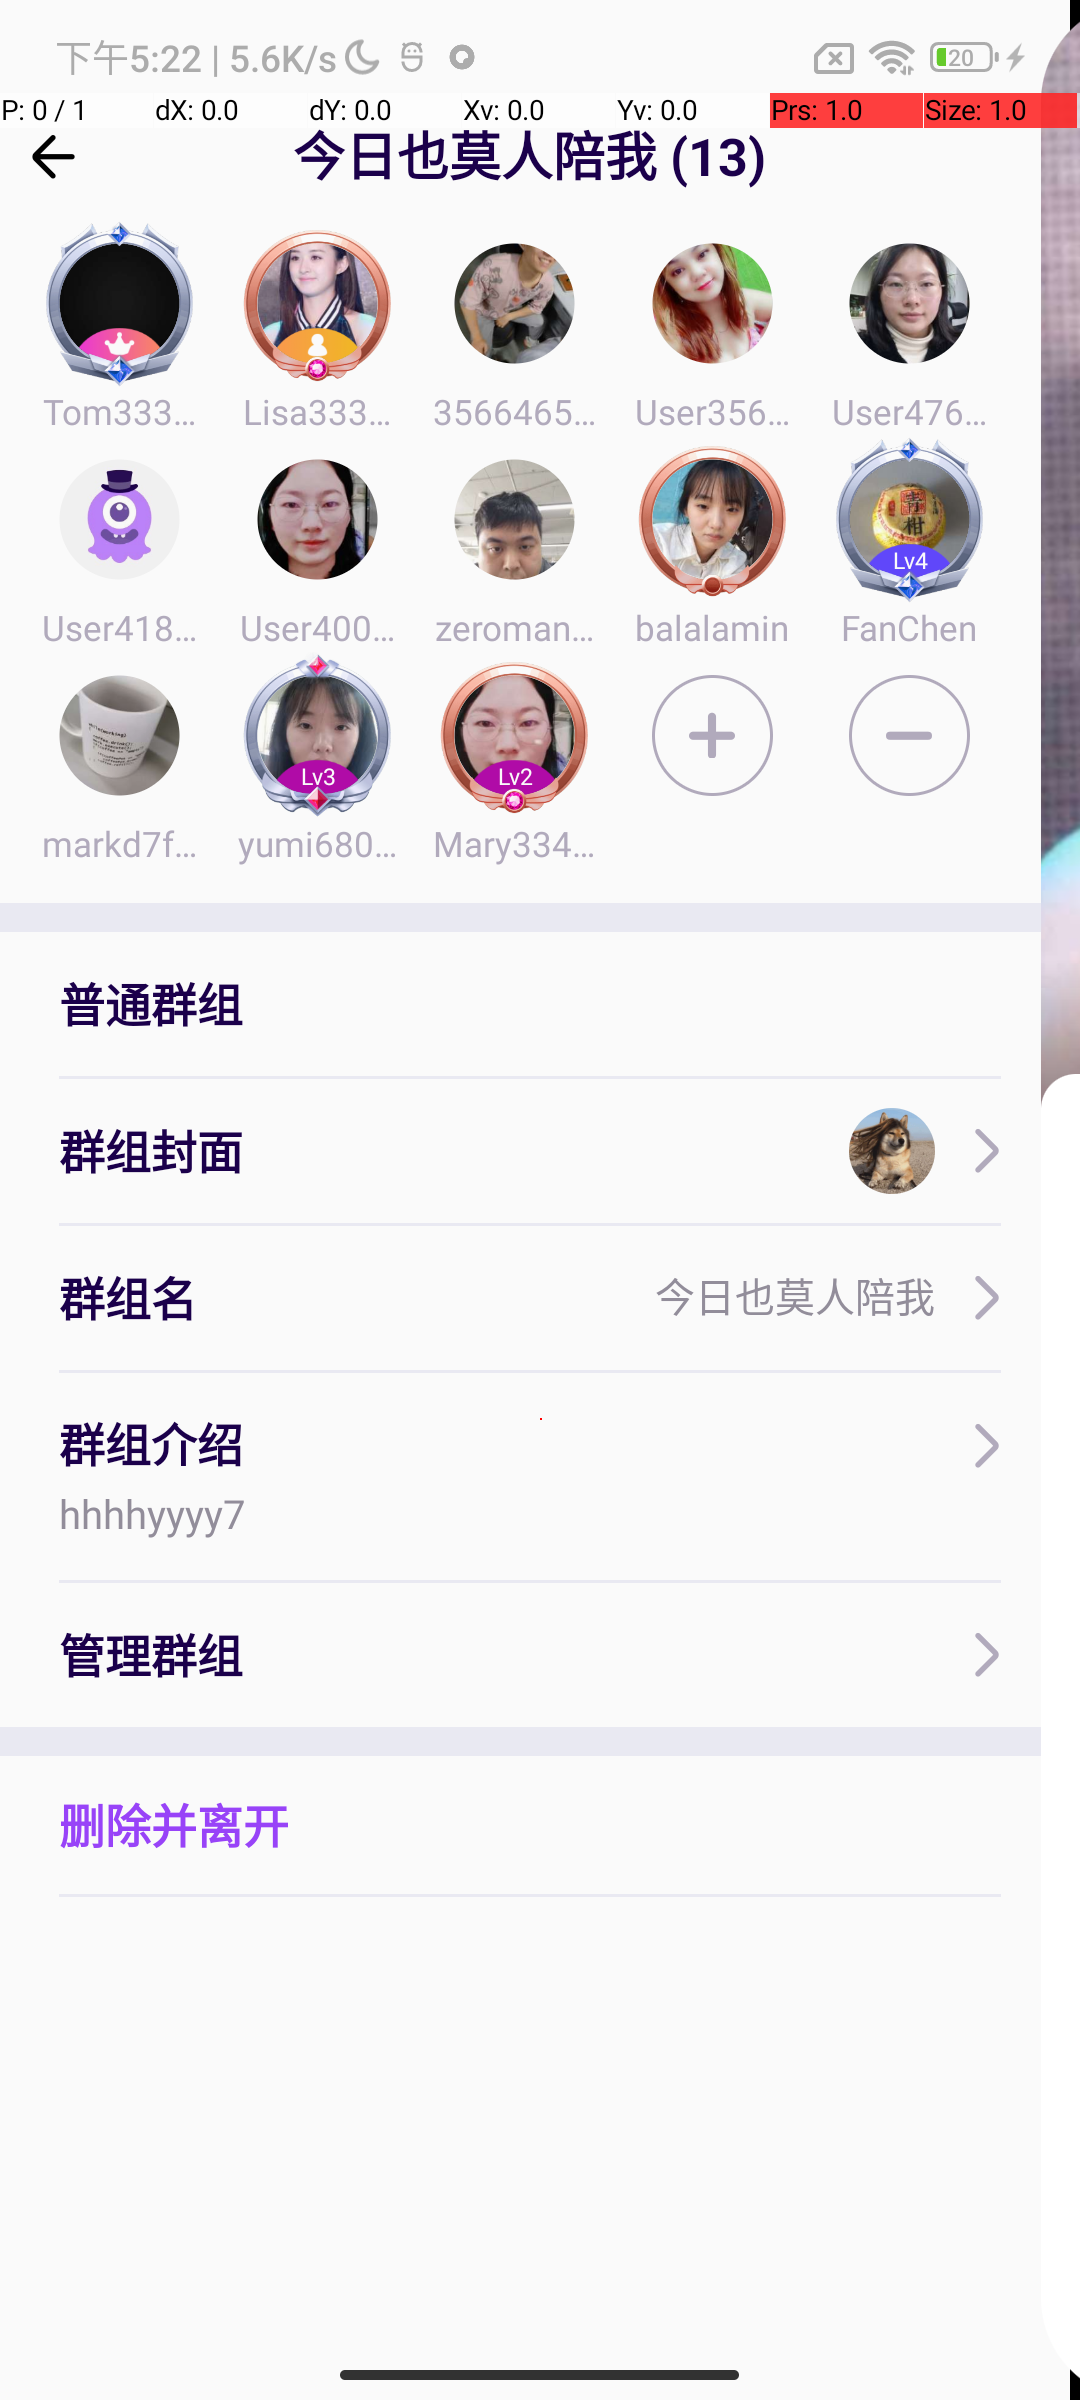 下午5:22 | 5.6K/s
20
P: 0 / 1 dX: 0.0 dY: 0.0 Xv: 0.0 Yv: 0.0 Prs: 1.0 Size: 1.0
今日也莫人陪我 (13)
Tom333... Lisa333... 3566465... User356... User476...
Lv4
User418... User400... zeroman... balalamin FanChen
Lv3 Lv2
markd7f... yumi680... Mary334...
普通群组
群组封面
群组名 今日也莫人陪我
群组介绍
hhhhyyyy7
管理群组
删除并离开